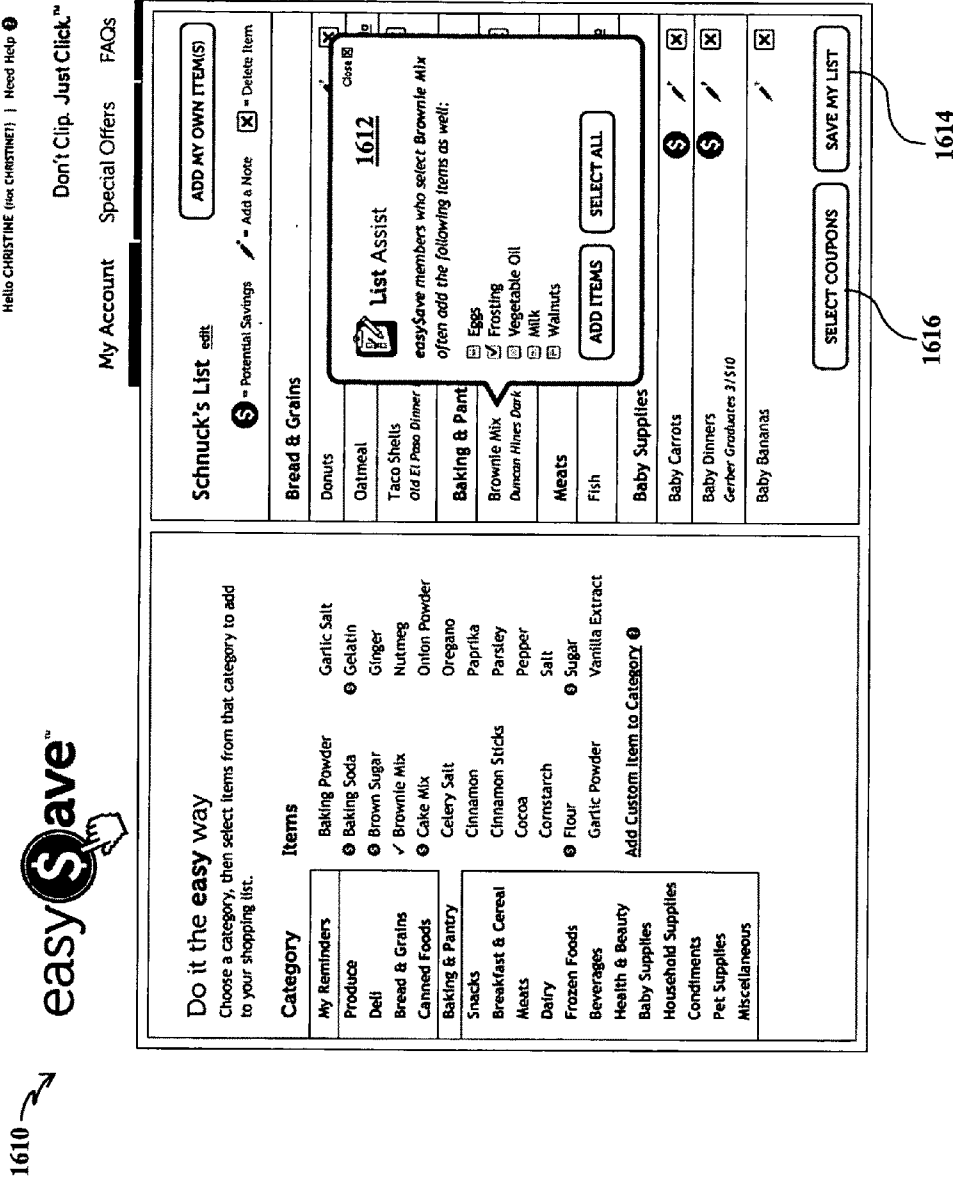 1610
easy$ave™
Hello CHRISTINE (Not CHRISTINE?) | Need Help ?
Don't Clip. Just Click.™
My Account Special Offers FAQs
Do it the easy way
Choose a category, then select items from that category to add
to your shopping list.
Category
My Reminders
Produce
Deli
Bread & Grains
Canned Foods
Baking & Pantry
Snacks
Breakfast & Cereal
Meats
Dairy
Frozen Foods
Beverages
Health & Beauty
Baby Supplies
Household Supplies
Condiments
Pet Supplies
Miscellaneous
Items
Baking Powder
$ Baking Soda
$ Brown Sugar
✓ Brownie Mix
$ Cake Mix
Celery Salt
Cinnamon
Cinnamon Sticks
Cocoa
Cornstarch
$ Flour
Garlic Powder
Garlic Salt
$ Gelatin
Ginger
Nutmeg
Onion Powder
Oregano
Paprika
Parsley
Pepper
Salt
$ Sugar
Vanilla Extract
Add Custom Item to Category ?
Schnuck's List edit
ADD MY OWN ITEM(S)
$ = Potential Savings = Add a Note X = Delete Item
Bread & Grains
Donuts
Oatmeal
Taco Shells
Old El Paso Dinner
Baking & Pant
Brownie Mix
Duncan Hines Dark
Meats
Fish
Baby Supplies
Baby Carrots
Baby Dinners
Gerber Graduates 3/$10
Baby Bananas
Close X
List Assist 1612
easySave members who select Brownie Mix
often add the following items as well:
Eggs
✓ Frosting
Vegetable Oil
Milk
Walnuts
ADD ITEMS SELECT ALL
SELECT COUPONS SAVE MY LIST
1616 1614